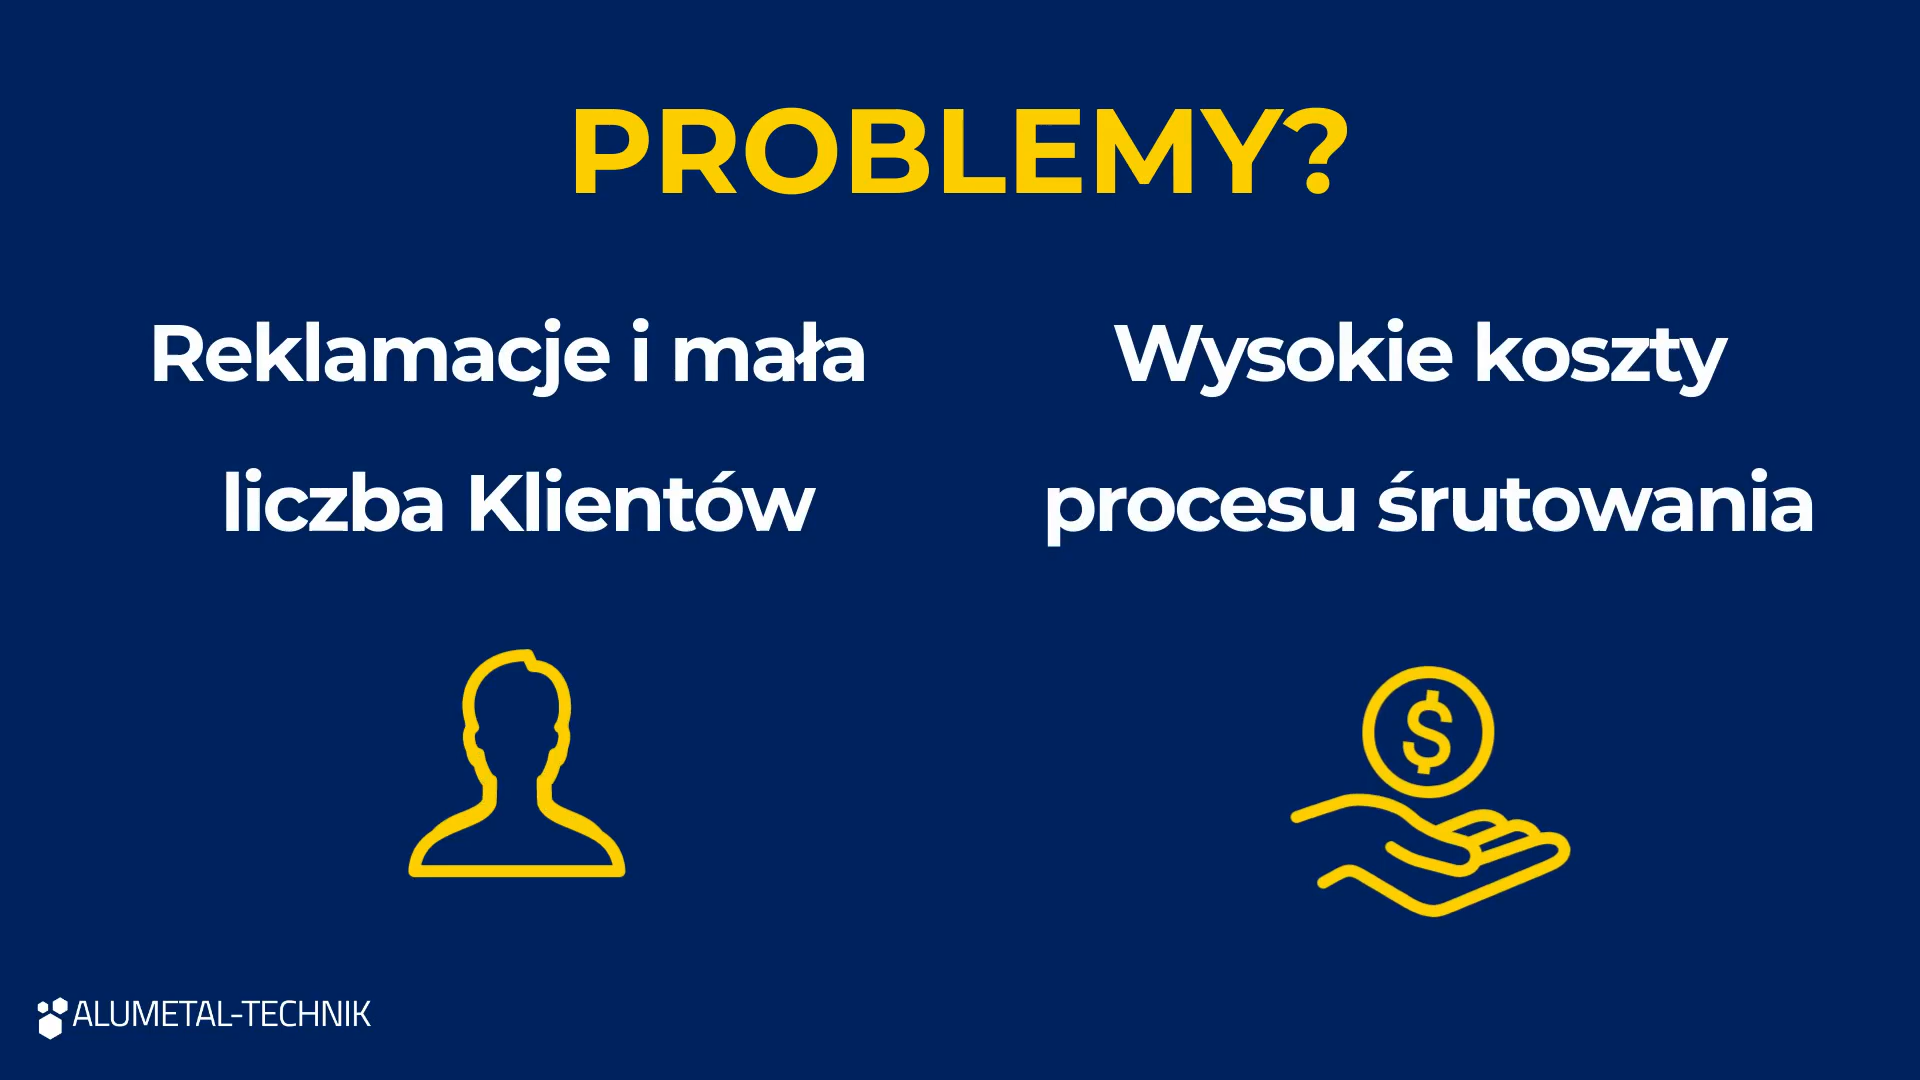 PROBLEMY?
Reklamacje i mała
liczba Klientów
Wysokie koszty
procesu śrutowania
$
ALUMETAL-TECHNIK